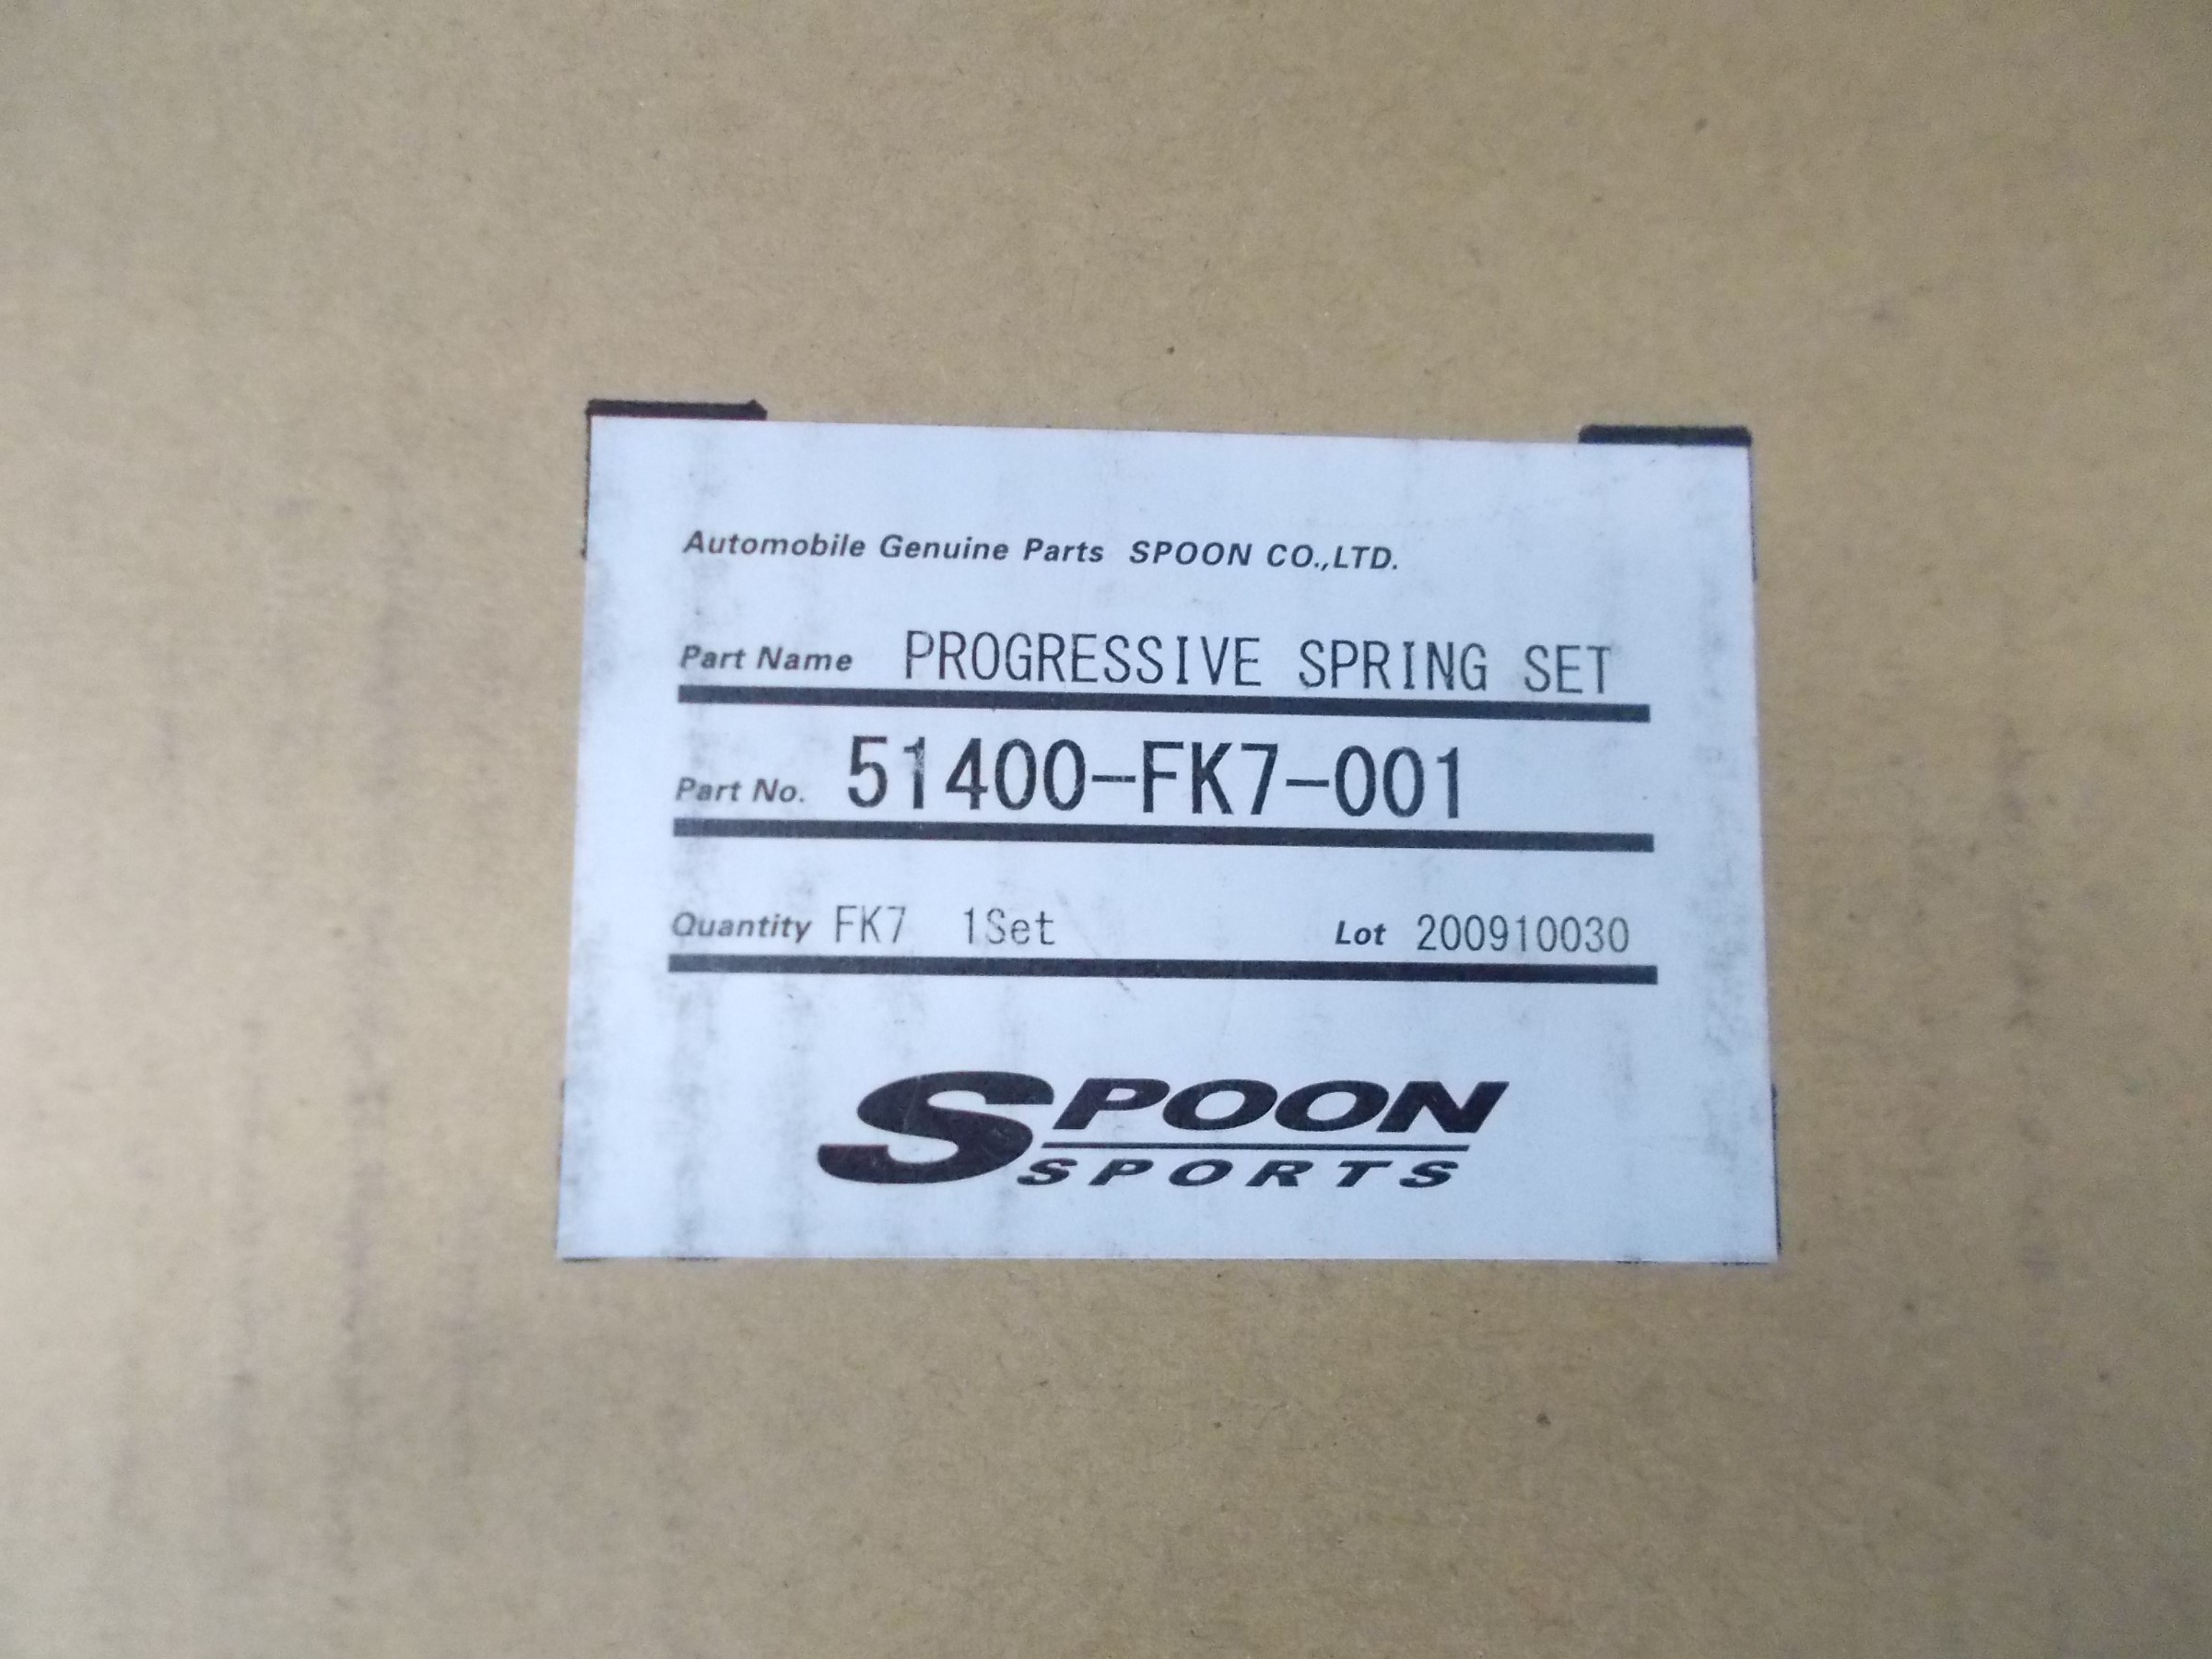 Automobile Genuine Parts SPOON CO.,LTD.
Part Name PROGRESSIVE SPRING SET
Part No. 51400-FK7-001
Quantity FK7 1Set Lot 200910030
SPOON
SPORTS